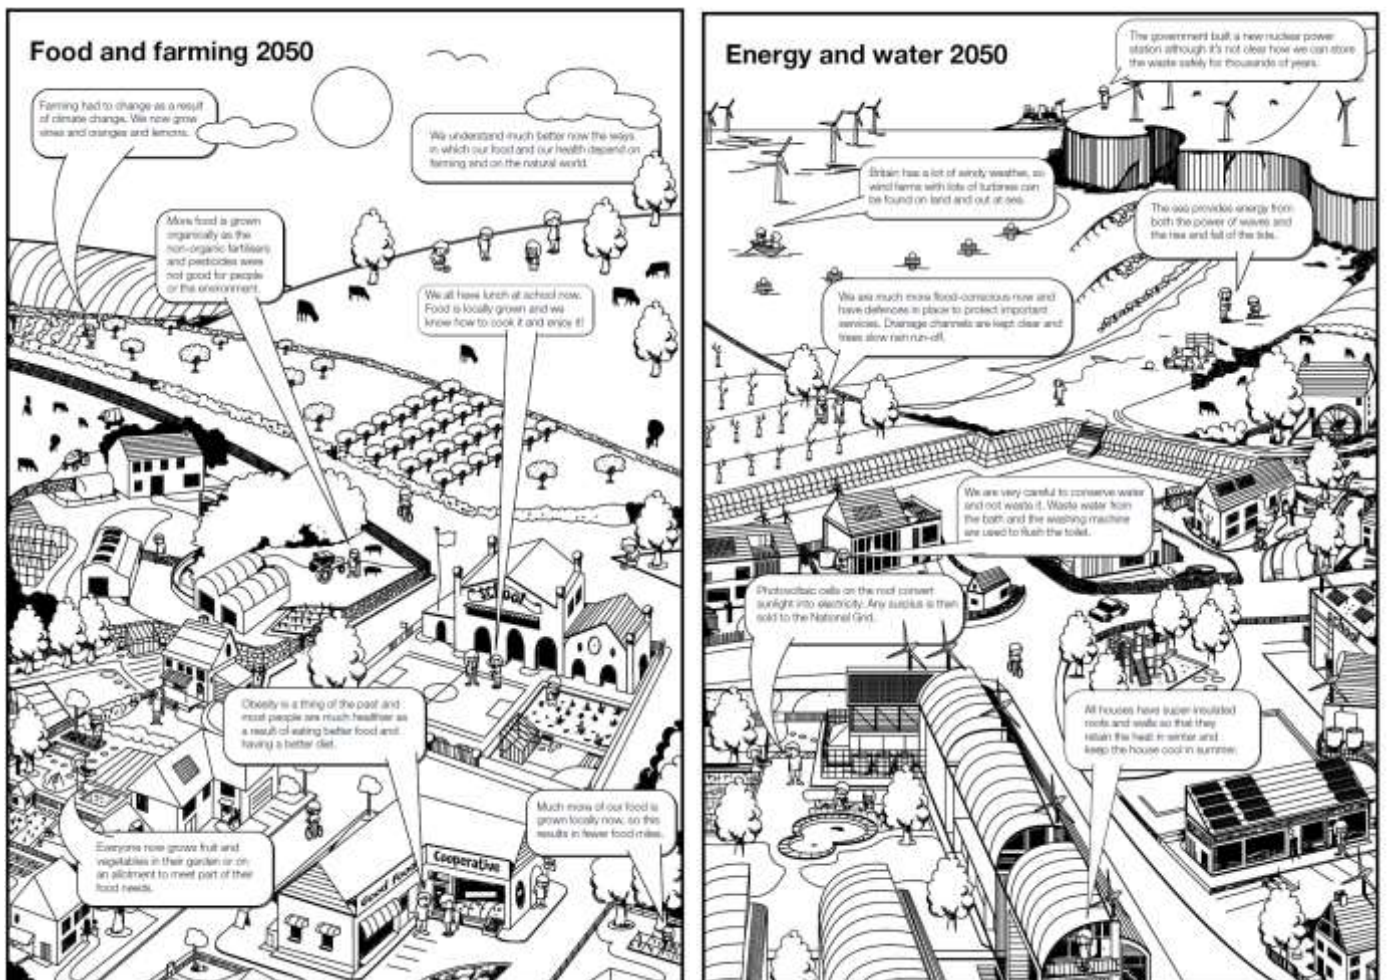 Food and farming 2050
Farming had to change as a result
of climate change. We now grow
vines and oranges and lemons.
We understand much better now the ways
in which our food and our health depend on
farming and on the natural world.
More food is grown
organically as the
non-organic fertilisers
and pesticides were
not good for people
or the environment.
We all have lunch at school now.
Food is locally grown and we
know how to cook it and enjoy it!
SCHOOL
Obesity is a thing of the past and
most people are much healthier as
a result of eating better food and
having a better diet.
Much more of our food is
grown locally now, so this
results in fewer food miles.
Everyone now grows fruit and
vegetables in their garden or on
an allotment to meet part of their
food needs.
Good Food
Cooperative
Energy and water 2050
The government built a new nuclear power
station although it's not clear how we can store
the waste safely for thousands of years.
Britain has a lot of windy weather, so
wind farms with lots of turbines can
be found on land and out at sea.
The sea provides energy from
both the power of waves and
the rise and fall of the tide.
We are much more flood-conscious now and
have defences in place to protect important
services. Drainage channels are kept clear and
trees slow rain run-off.
We are very careful to conserve water
and not waste it. Waste water from
the bath and the washing machine
are used to flush the toilet.
Photovoltaic cells on the roof convert
sunlight into electricity. Any surplus is then
sold to the National Grid.
All houses have super-insulated
roofs and walls so that they
retain the heat in winter and
keep the house cool in summer.